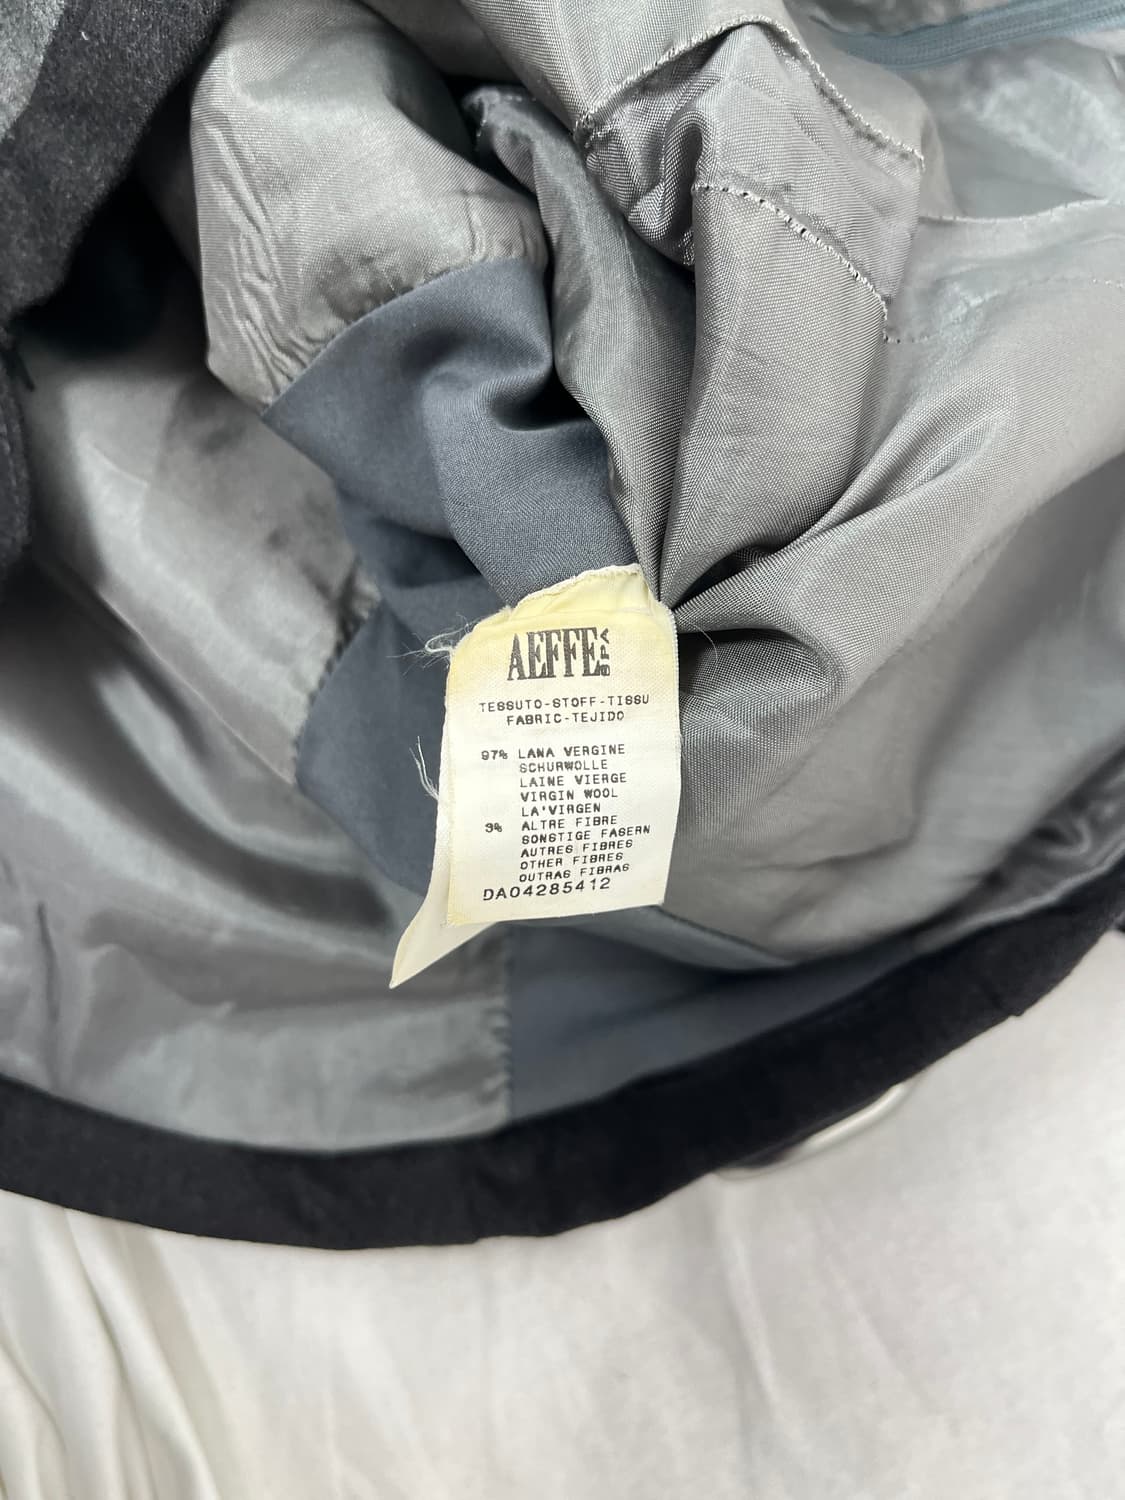 AEFFE SPA
TESSUTO-STOFF-TISSU
FABRIC-TEJIDO
97% LANA VERGINE
SCHURWOLLE
LAINE VIERGE
VIRGIN WOOL
LA'VIRGEN
3% ALTRE FIBRE
SONSTIGE FASERN
AUTRES FIBRES
OTHER FIBRES
OUTRAS FIBRAS
DA04285412